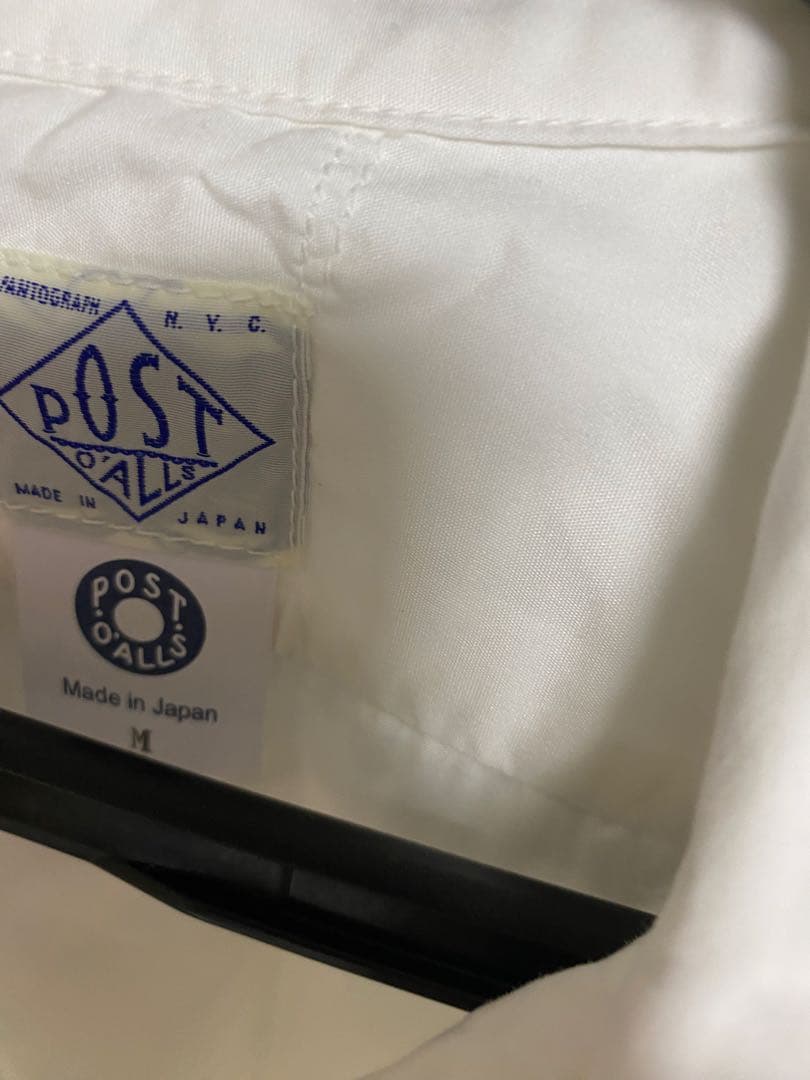 PANTOGRAPH N. Y. C.
POST
O'ALLS
MADE IN JAPAN
POST
O'ALLS
Made in Japan
M